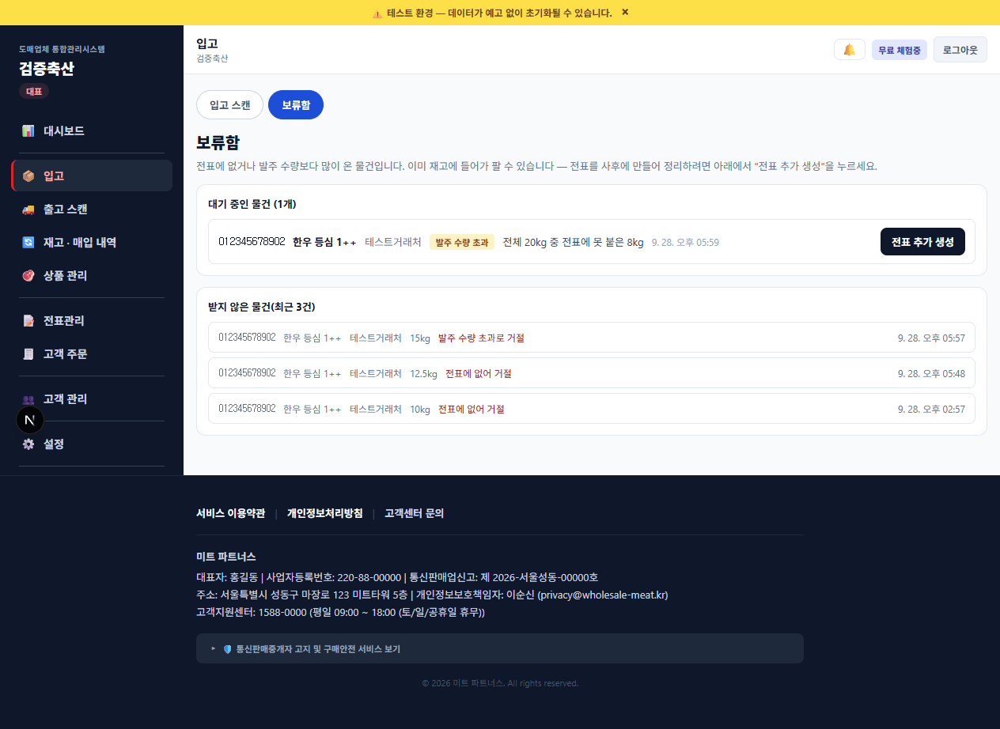 ⚠️ 테스트 환경 — 데이터가 예고 없이 초기화될 수 있습니다. ✕
도매업체 통합관리시스템
검증축산
대표
대시보드
입고
출고 스캔
재고 · 매입 내역
상품 관리
전표관리
고객 주문
고객 관리
N
설정
입고
검증축산
무료 체험중
로그아웃
입고 스캔
보류함
보류함
전표에 없거나 발주 수량보다 많이 온 물건입니다. 이미 재고에 들어가 팔 수 있습니다 — 전표를 사후에 만들어 정리하려면 아래에서 "전표 추가 생성"을 누르세요.
대기 중인 물건 (1개)
012345678902 한우 등심 1++ 테스트거래처 발주 수량 초과 전체 20kg 중 전표에 못 붙은 8kg 9. 28. 오후 05:59 전표 추가 생성
받지 않은 물건(최근 3건)
012345678902 한우 등심 1++ 테스트거래처 15kg 발주 수량 초과로 거절 9. 28. 오후 05:57
012345678902 한우 등심 1++ 테스트거래처 12.5kg 전표에 없어 거절 9. 28. 오후 05:48
012345678902 한우 등심 1++ 테스트거래처 10kg 전표에 없어 거절 9. 28. 오후 02:57
서비스 이용약관 | 개인정보처리방침 | 고객센터 문의
미트 파트너스
대표자: 홍길동 | 사업자등록번호: 220-88-00000 | 통신판매업신고: 제 2026-서울성동-00000호
주소: 서울특별시 성동구 마장로 123 미트타워 5층 | 개인정보보호책임자: 이순신 (privacy@wholesale-meat.kr)
고객지원센터: 1588-0000 (평일 09:00 ~ 18:00 (토/일/공휴일 휴무))
▸ 통신판매중개자 고지 및 구매안전 서비스 보기
© 2026 미트 파트너스. All rights reserved.